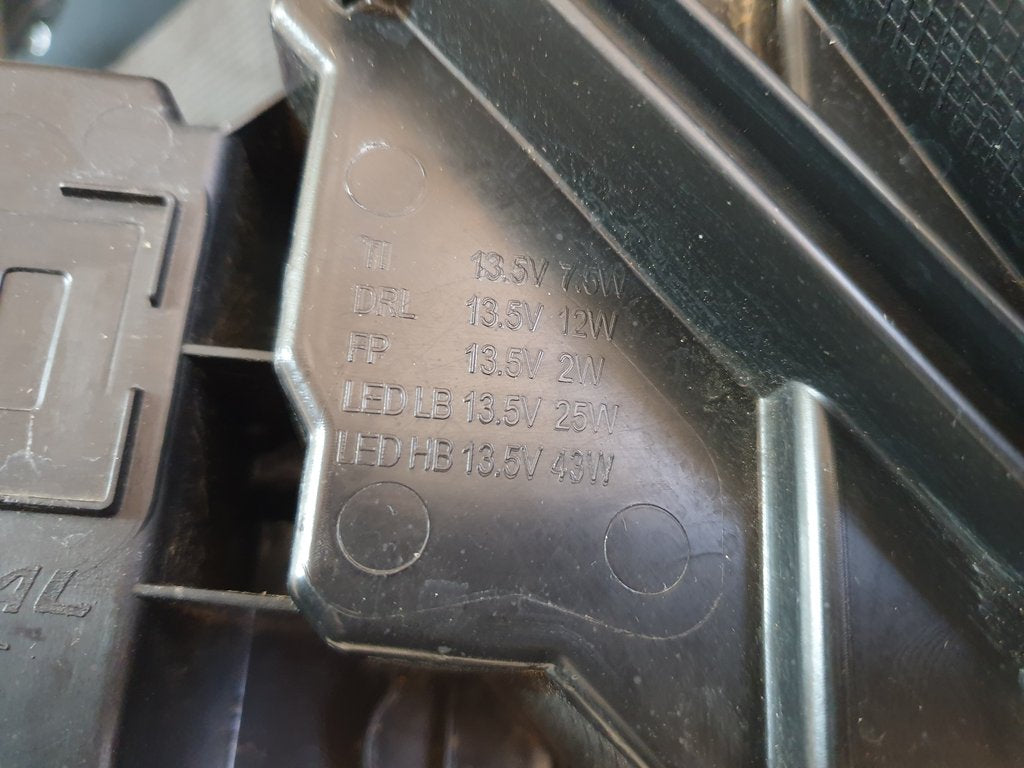 TI 13.5V 7.5W
DRL 13.5V 12W
FP 13.5V 2W
LED LB 13.5V 25W
LED HB 13.5V 43W